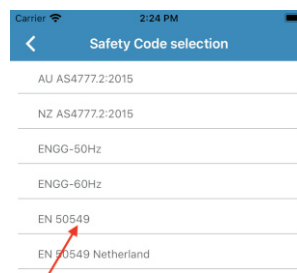 Carrier 2:24 PM
Safety Code selection
AU AS4777.2:2015
NZ AS4777.2:2015
ENGG-50Hz
ENGG-60Hz
EN 50549
EN 50549 Netherland